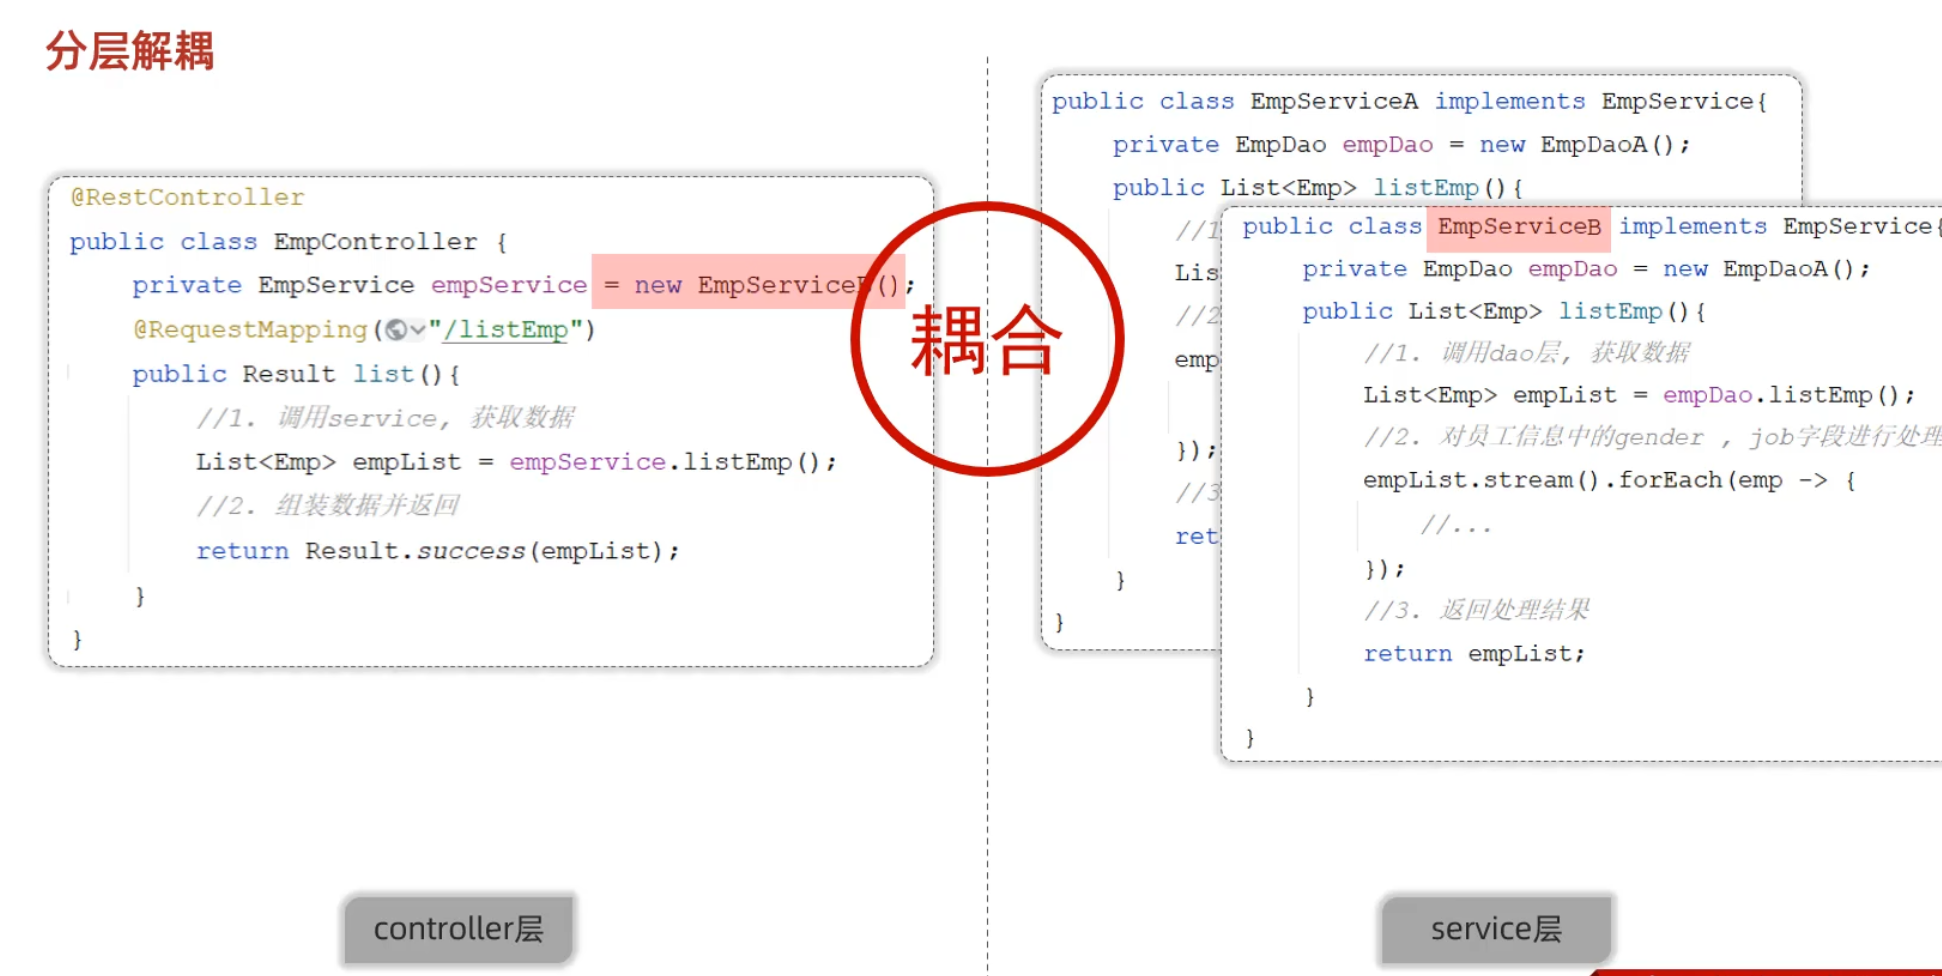 分层解耦
@RestController
public class EmpController {
private EmpService empService = new EmpServiceB();
@RequestMapping("/listEmp")
public Result list(){
//1. 调用service, 获取数据
List<Emp> empList = empService.listEmp();
//2. 组装数据并返回
return Result.success(empList);
}
}
controller层
耦合
public class EmpServiceA implements EmpService{
private EmpDao empDao = new EmpDaoA();
public List<Emp> listEmp(){
//1
Lis
//2
emp
});
//3
ret
}
}
public class EmpServiceB implements EmpService{
private EmpDao empDao = new EmpDaoA();
public List<Emp> listEmp(){
//1. 调用dao层, 获取数据
List<Emp> empList = empDao.listEmp();
//2. 对员工信息中的gender , job字段进行处理
empList.stream().forEach(emp -> {
//...
});
//3. 返回处理结果
return empList;
}
}
service层